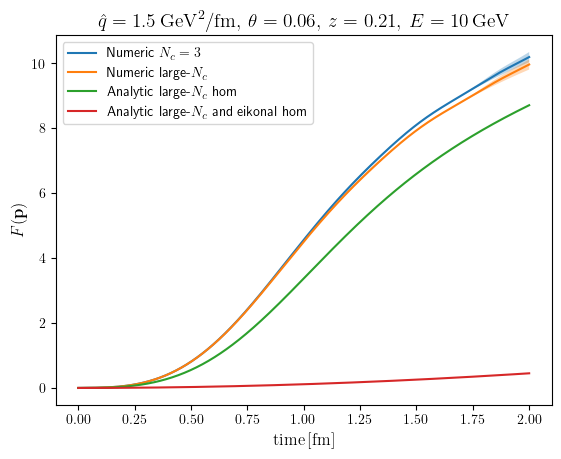 q̂ = 1.5 GeV²/fm, θ = 0.06, z = 0.21, E = 10 GeV
Numeric N_c = 3
Numeric large-N_c
Analytic large-N_c hom
Analytic large-N_c and eikonal hom
F(p)
10
8
6
4
2
0
0.00 0.25 0.50 0.75 1.00 1.25 1.50 1.75 2.00
time [fm]